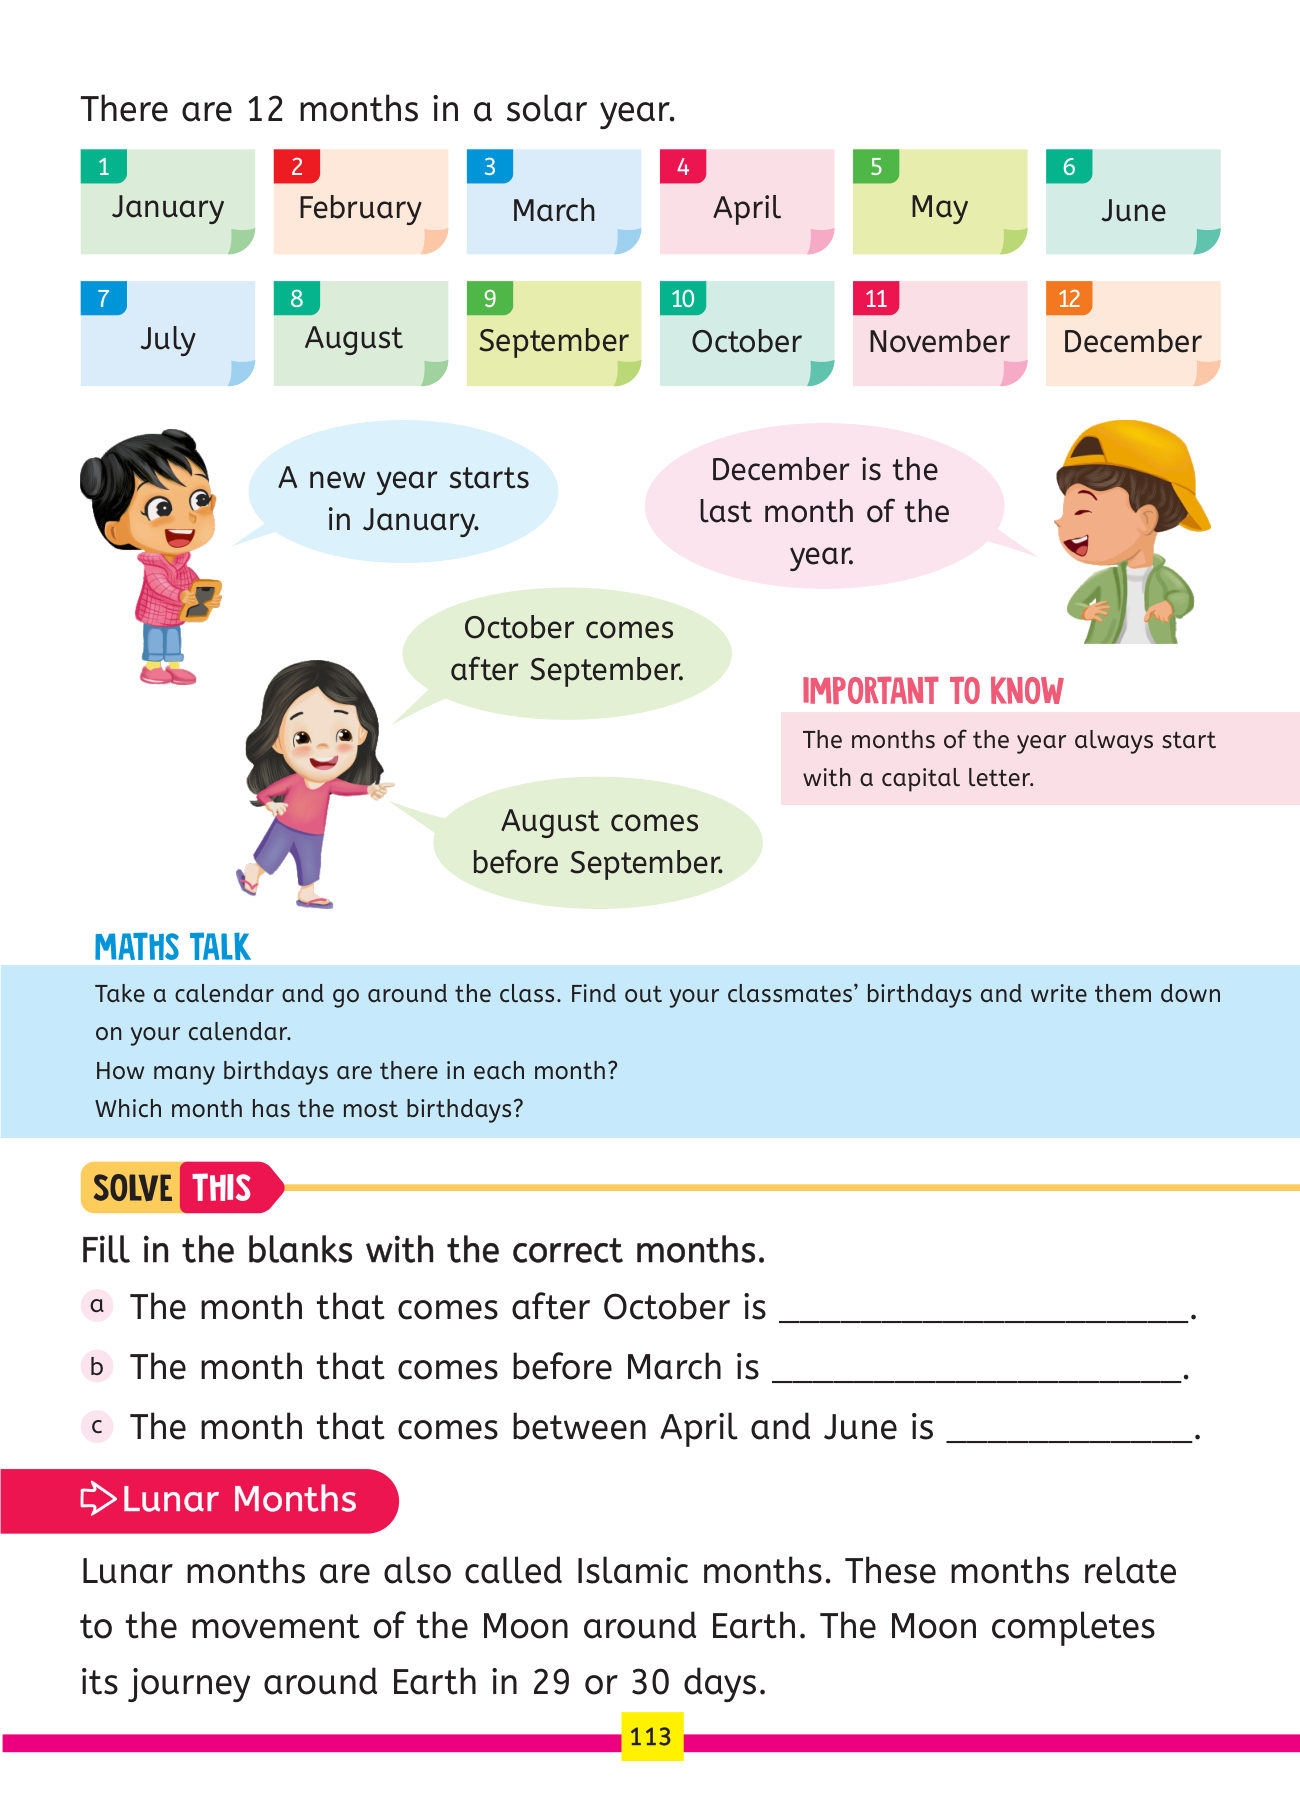 There are 12 months in a solar year.
1 2 3 4 5 6
January February March April May June
7 8 9 10 11 12
July August September October November December
A new year starts
in January.
December is the
last month of the
year.
October comes
after September.
IMPORTANT TO KNOW
The months of the year always start
with a capital letter.
August comes
before September.
MATHS TALK
Take a calendar and go around the class. Find out your classmates’ birthdays and write them down
on your calendar.
How many birthdays are there in each month?
Which month has the most birthdays?
SOLVE THIS
Fill in the blanks with the correct months.
a The month that comes after October is ____________________.
b The month that comes before March is ____________________.
c The month that comes between April and June is ____________.
Lunar Months
Lunar months are also called Islamic months. These months relate
to the movement of the Moon around Earth. The Moon completes
its journey around Earth in 29 or 30 days.
113